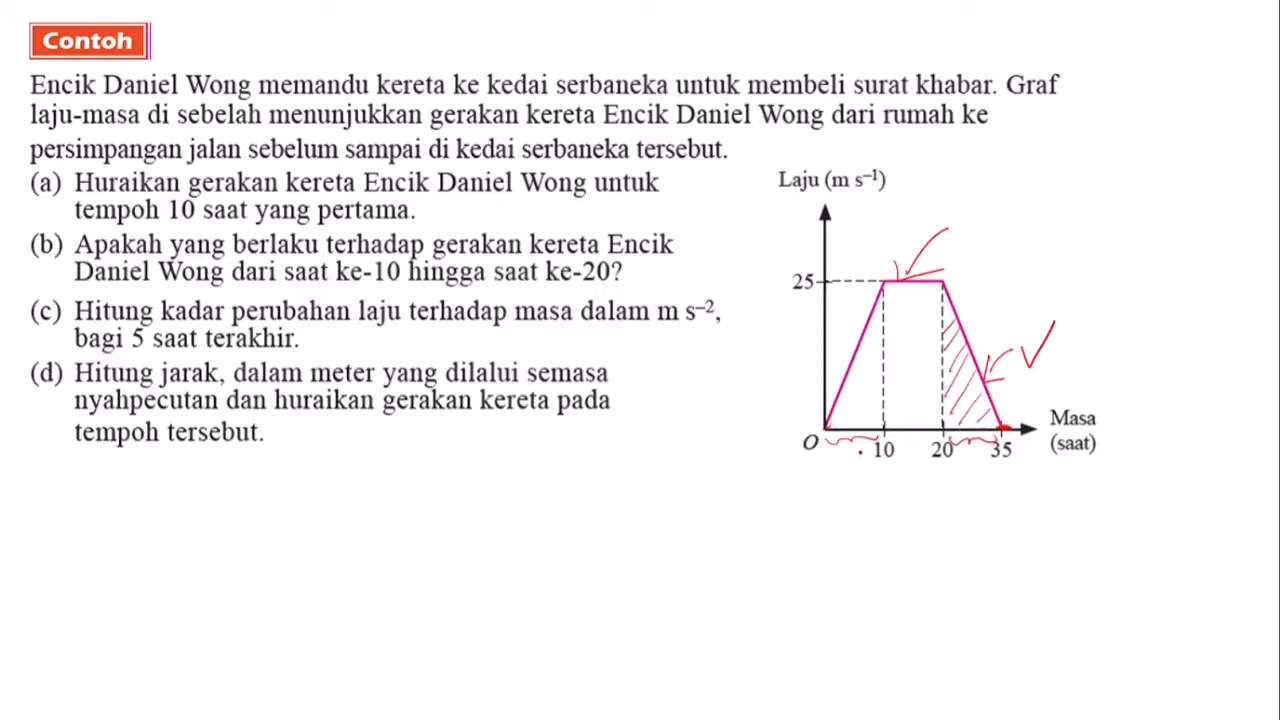 Contoh
Encik Daniel Wong memandu kereta ke kedai serbaneka untuk membeli surat khabar. Graf
laju-masa di sebelah menunjukkan gerakan kereta Encik Daniel Wong dari rumah ke
persimpangan jalan sebelum sampai di kedai serbaneka tersebut.
(a) Huraikan gerakan kereta Encik Daniel Wong untuk
tempoh 10 saat yang pertama.
(b) Apakah yang berlaku terhadap gerakan kereta Encik
Daniel Wong dari saat ke-10 hingga saat ke-20?
(c) Hitung kadar perubahan laju terhadap masa dalam m s⁻²,
bagi 5 saat terakhir.
(d) Hitung jarak, dalam meter yang dilalui semasa
nyahpecutan dan huraikan gerakan kereta pada
tempoh tersebut.
Laju (m s⁻¹)
25
O 10 20 35
Masa
(saat)